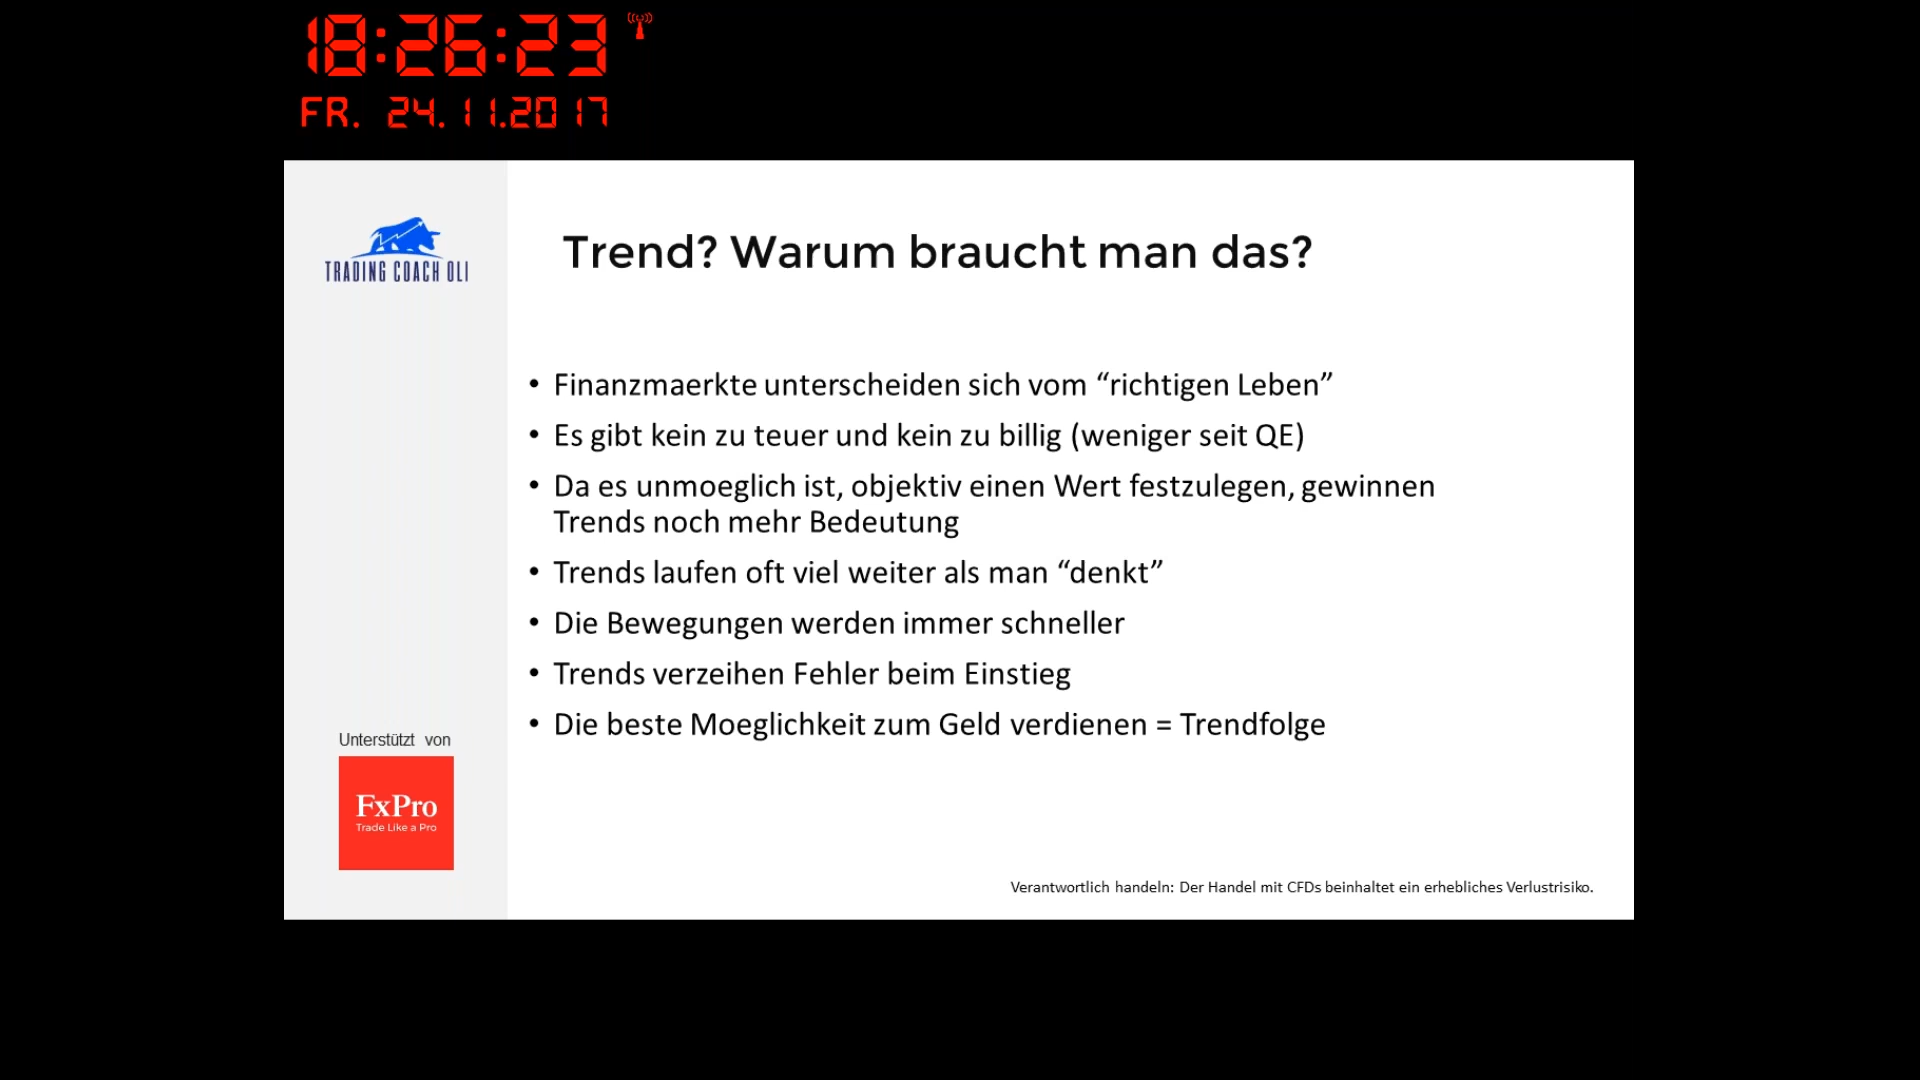 18:26:23
FR. 24.11.2017
TRADING COACH OLI
Trend? Warum braucht man das?
• Finanzmaerkte unterscheiden sich vom “richtigen Leben”
• Es gibt kein zu teuer und kein zu billig (weniger seit QE)
• Da es unmoeglich ist, objektiv einen Wert festzulegen, gewinnen
Trends noch mehr Bedeutung
• Trends laufen oft viel weiter als man “denkt”
• Die Bewegungen werden immer schneller
• Trends verzeihen Fehler beim Einstieg
• Die beste Moeglichkeit zum Geld verdienen = Trendfolge
Unterstützt von
FxPro
Trade Like a Pro
Verantwortlich handeln: Der Handel mit CFDs beinhaltet ein erhebliches Verlustrisiko.